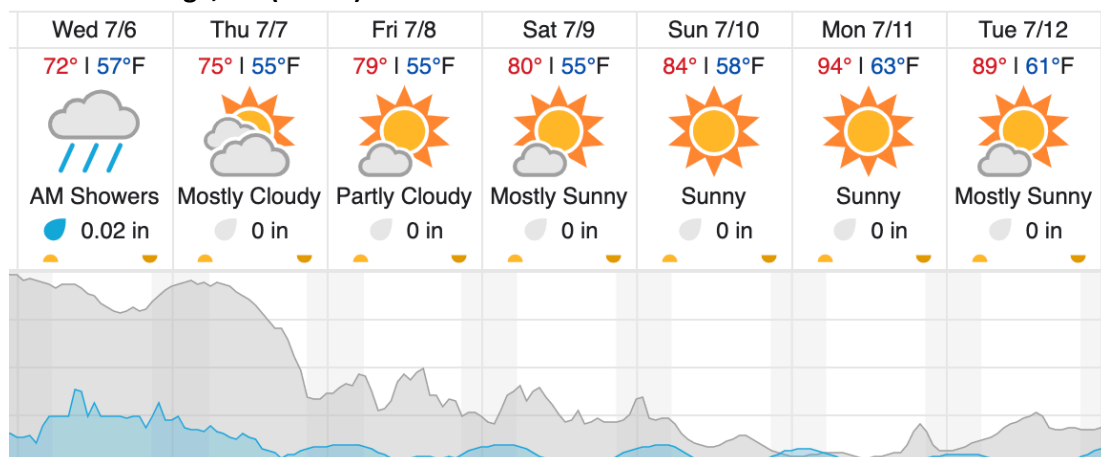 Wed 7/6 Thu 7/7 Fri 7/8 Sat 7/9 Sun 7/10 Mon 7/11 Tue 7/12
72° | 57°F 75° | 55°F 79° | 55°F 80° | 55°F 84° | 58°F 94° | 63°F 89° | 61°F
AM Showers Mostly Cloudy Partly Cloudy Mostly Sunny Sunny Sunny Mostly Sunny
0.02 in 0 in 0 in 0 in 0 in 0 in 0 in